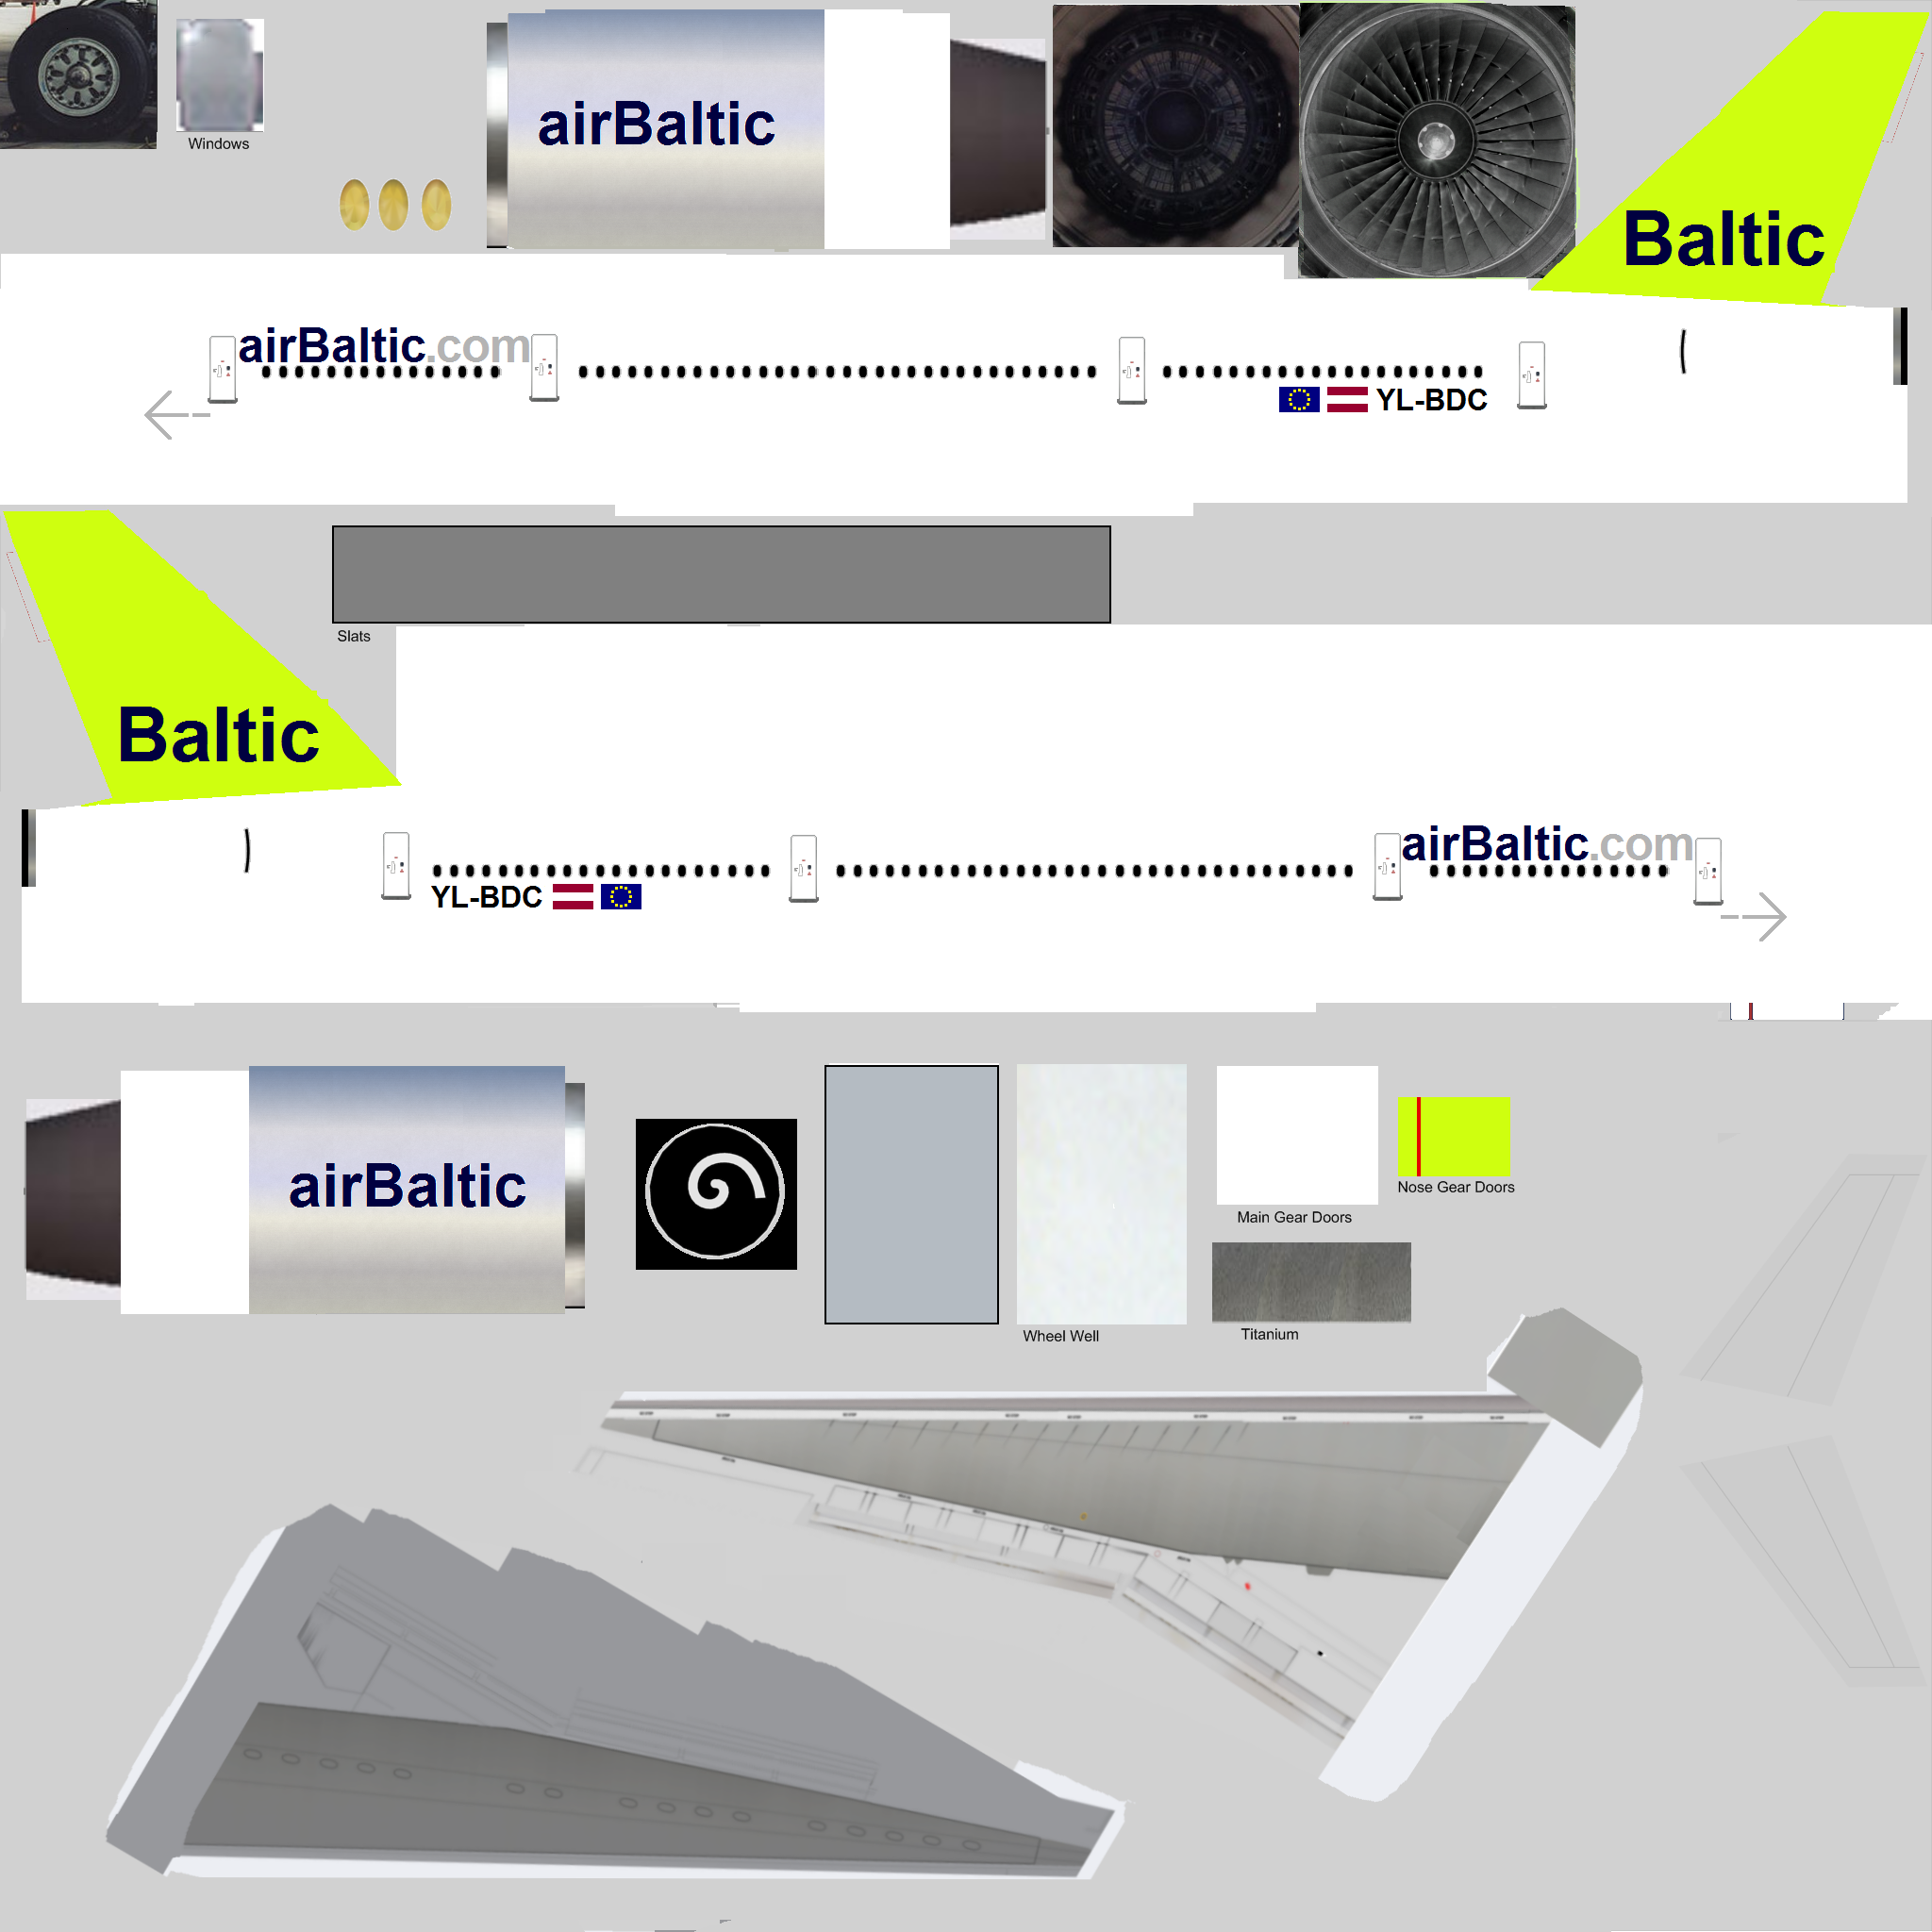 Windows
airBaltic
Baltic
airBaltic.com
YL-BDC
Slats
Baltic
airBaltic.com
YL-BDC
airBaltic
Nose Gear Doors
Main Gear Doors
Wheel Well
Titanium